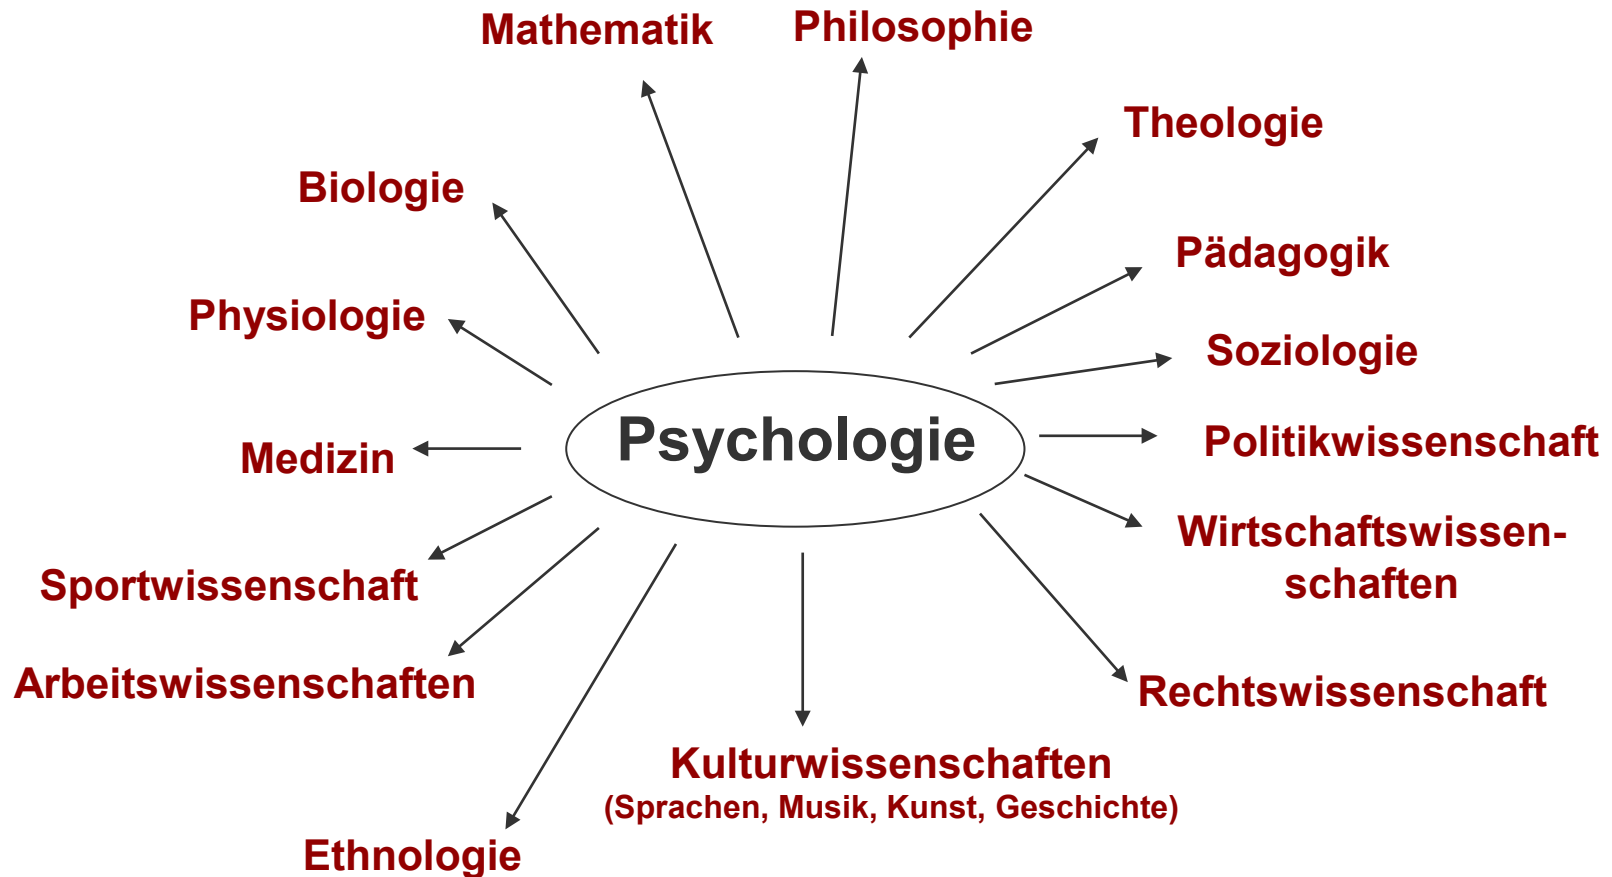 Mathematik
Philosophie
Theologie
Biologie
Pädagogik
Physiologie
Soziologie
Psychologie
Medizin
Politikwissenschaft
Wirtschaftswissen-
schaften
Sportwissenschaft
Arbeitswissenschaften
Rechtswissenschaft
Kulturwissenschaften
(Sprachen, Musik, Kunst, Geschichte)
Ethnologie